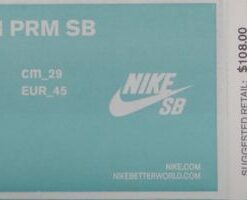 PRM SB
cm_29
EUR_45
NIKE
SB
NIKE.COM
NIKEBETTERWORLD.COM
SUGGESTED RETAIL: $108.00